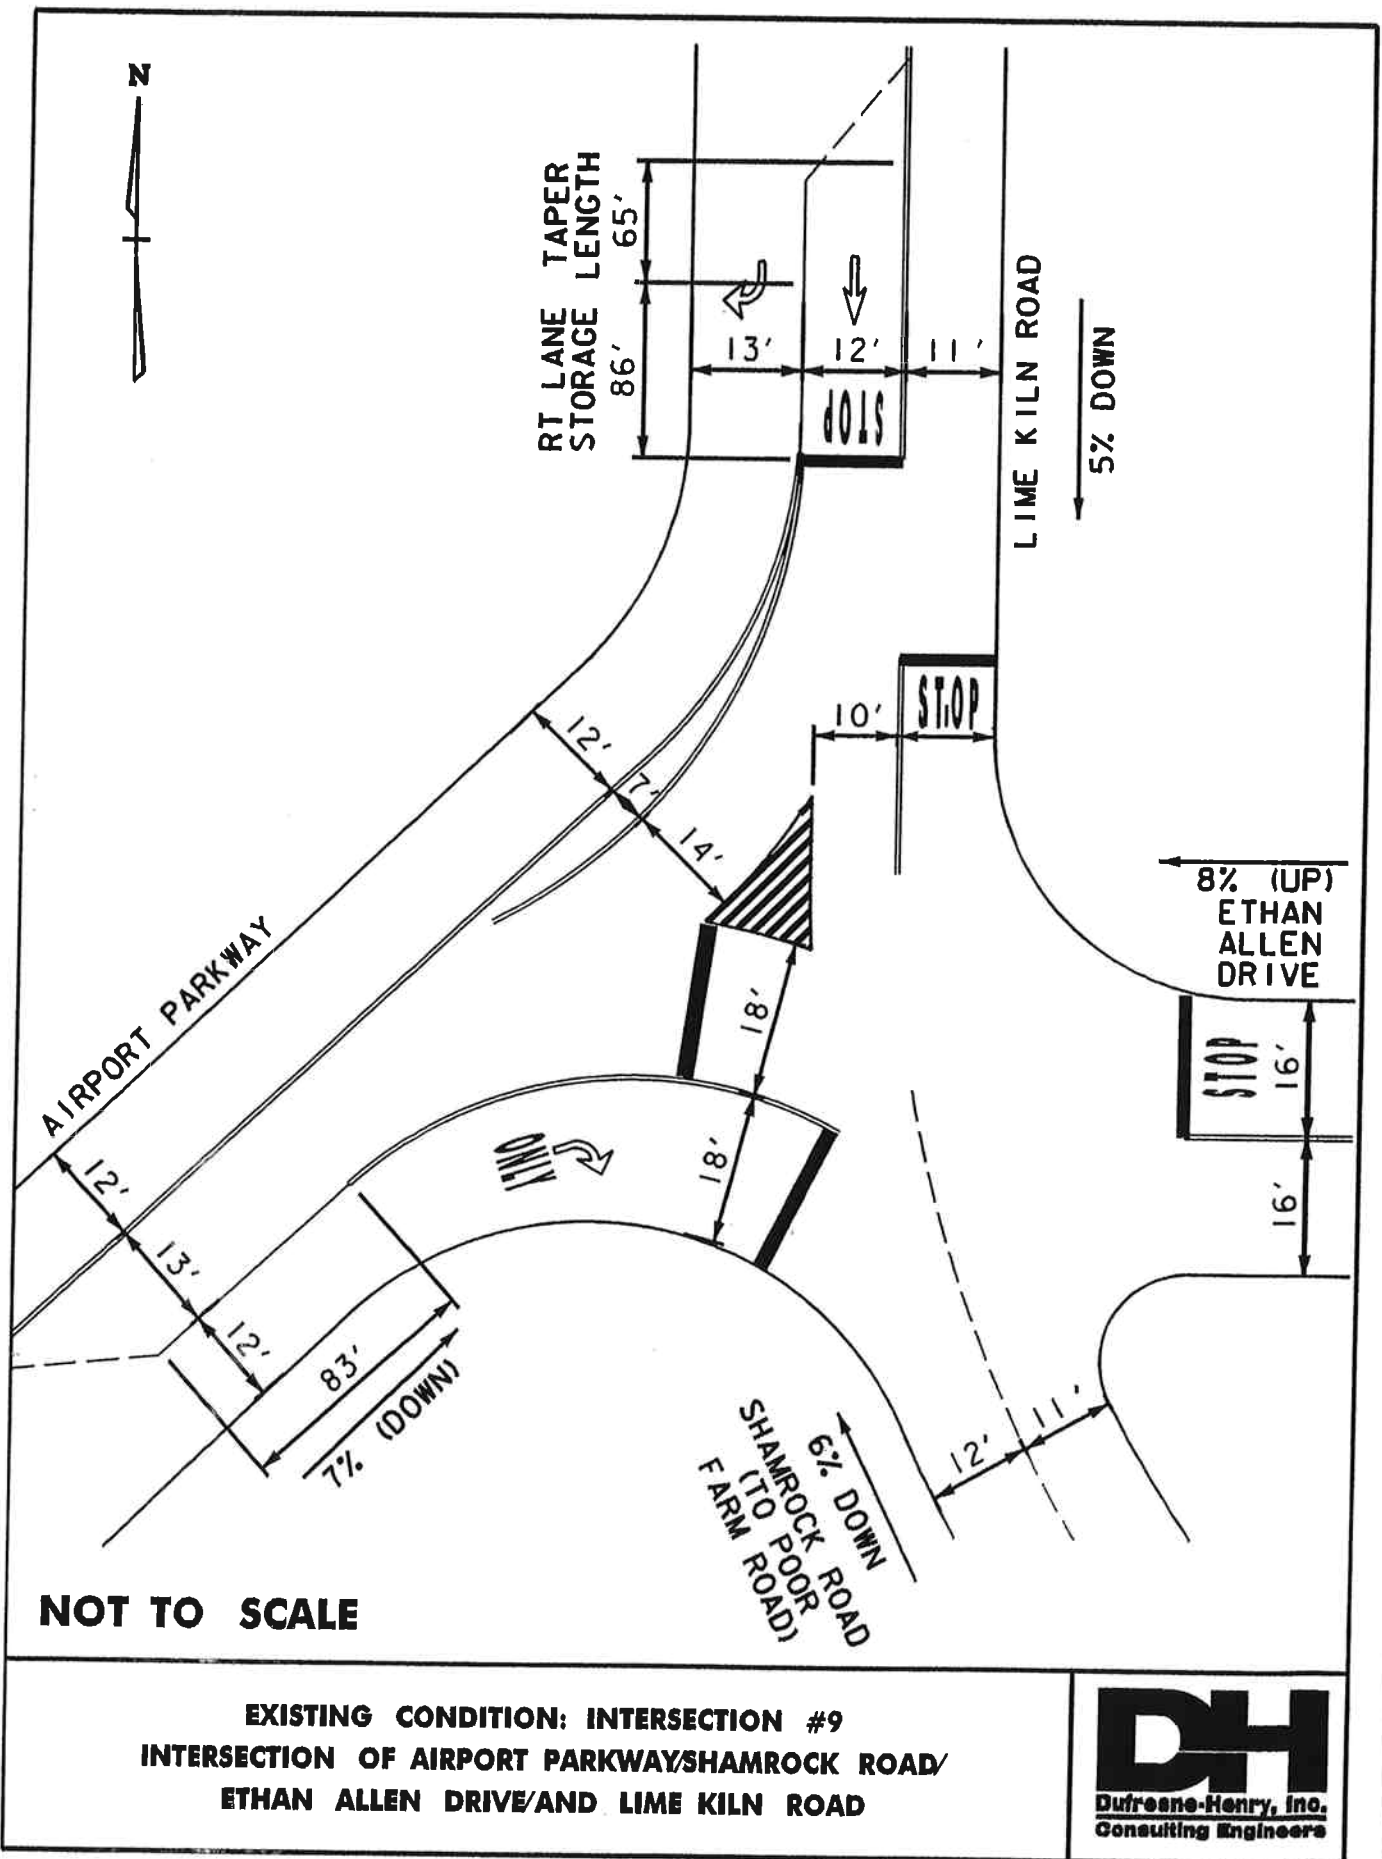 N
RT LANE TAPER
STORAGE LENGTH
86' 65'
13' 12' 11'
STOP
LIME KILN ROAD
5% DOWN
10'
STOP
12'
7'
14'
8% (UP)
ETHAN
ALLEN
DRIVE
AIRPORT PARKWAY
18'
STOP
16'
ONLY
18'
16'
12'
13'
12'
83'
7% (DOWN)
11'
12'
6% DOWN
SHAMROCK ROAD
(TO POOR
FARM ROAD)
NOT TO SCALE
EXISTING CONDITION: INTERSECTION #9
INTERSECTION OF AIRPORT PARKWAY/SHAMROCK ROAD/
ETHAN ALLEN DRIVE/AND LIME KILN ROAD
DH
Dufresne-Henry, Inc.
Consulting Engineers